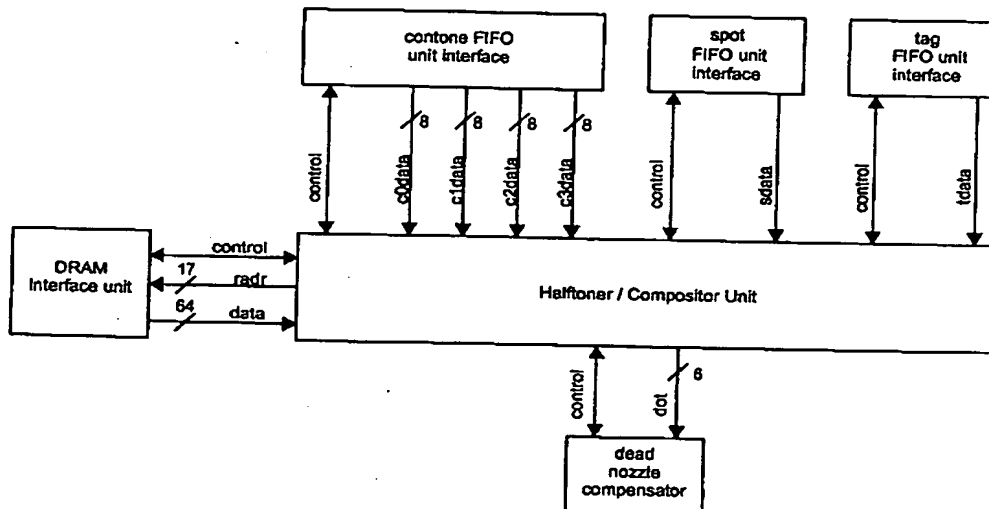 contone FIFO
unit interface
spot
FIFO unit
interface
tag
FIFO unit
interface
control
8
c0data
8
c1data
8
c2data
8
c3data
control
sdata
control
tdata
DRAM
Interface unit
control
17
radr
64
data
Halftoner / Compositor Unit
control
6
dot
dead
nozzle
compensator